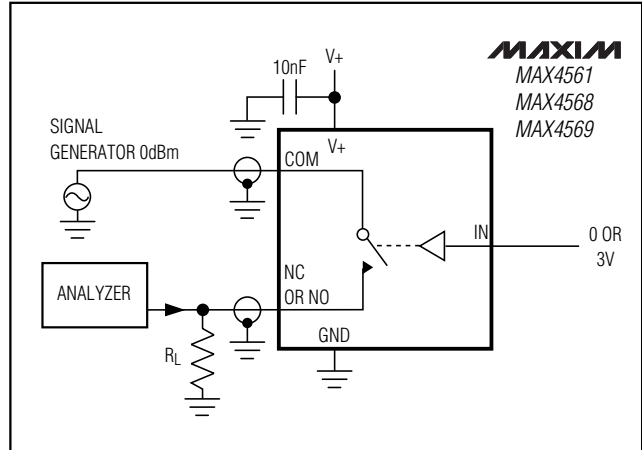 MAXIM
MAX4561
MAX4568
MAX4569
10nF
V+
V+
SIGNAL
GENERATOR 0dBm
COM
IN
0 OR
3V
NC
OR NO
ANALYZER
GND
RL